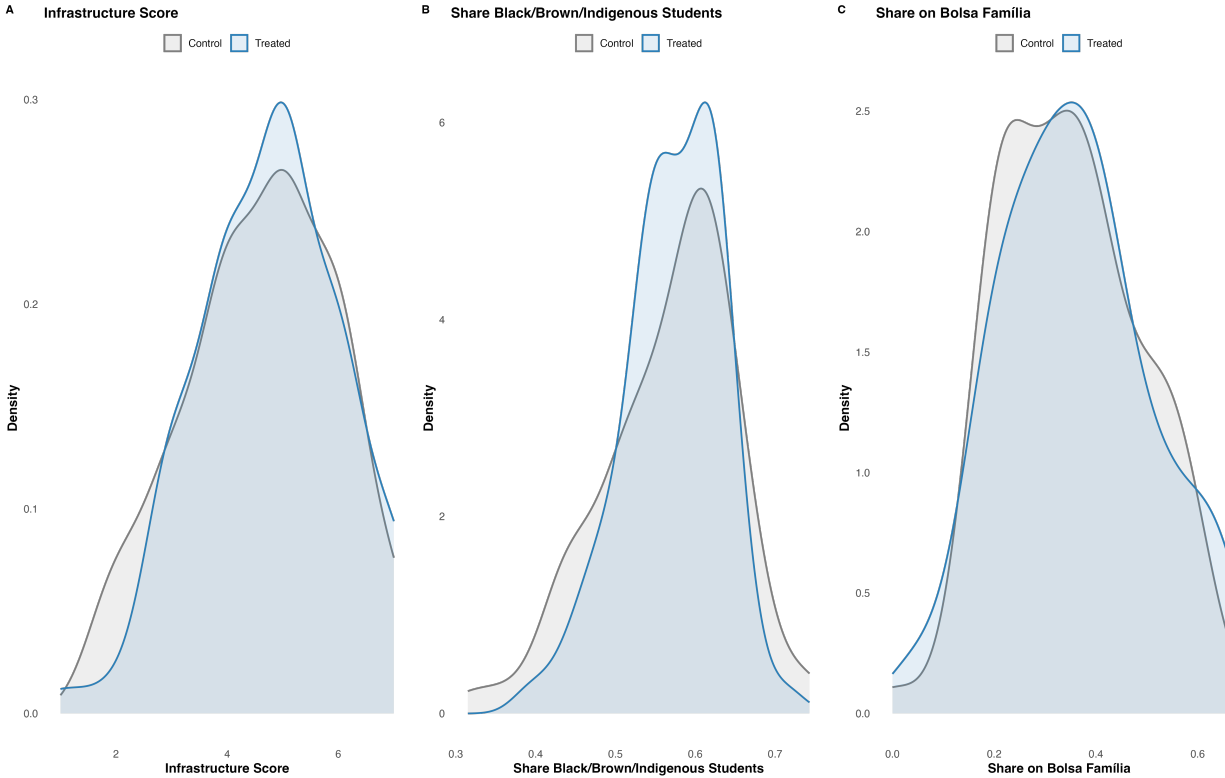 A Infrastructure Score
Control Treated
0.3
0.2
0.1
0.0
Density
2 4 6
Infrastructure Score
B Share Black/Brown/Indigenous Students
Control Treated
6
4
2
0
Density
0.3 0.4 0.5 0.6 0.7
Share Black/Brown/Indigenous Students
C Share on Bolsa Família
Control Treated
2.5
2.0
1.5
1.0
0.5
0.0
Density
0.0 0.2 0.4 0.6
Share on Bolsa Família